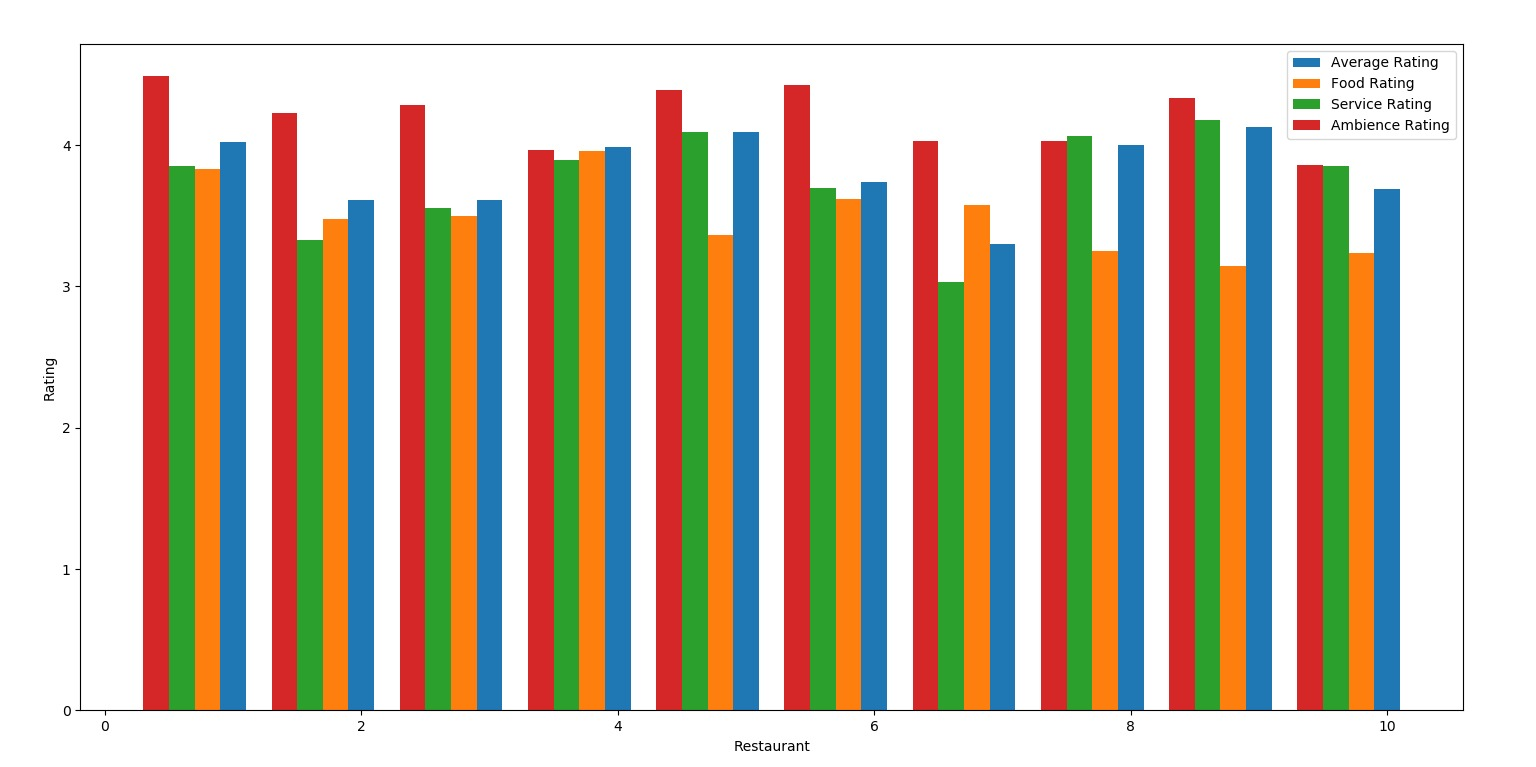 Average Rating
Food Rating
Service Rating
Ambience Rating
4
3
2
1
0
Rating
0 2 4 6 8 10
Restaurant